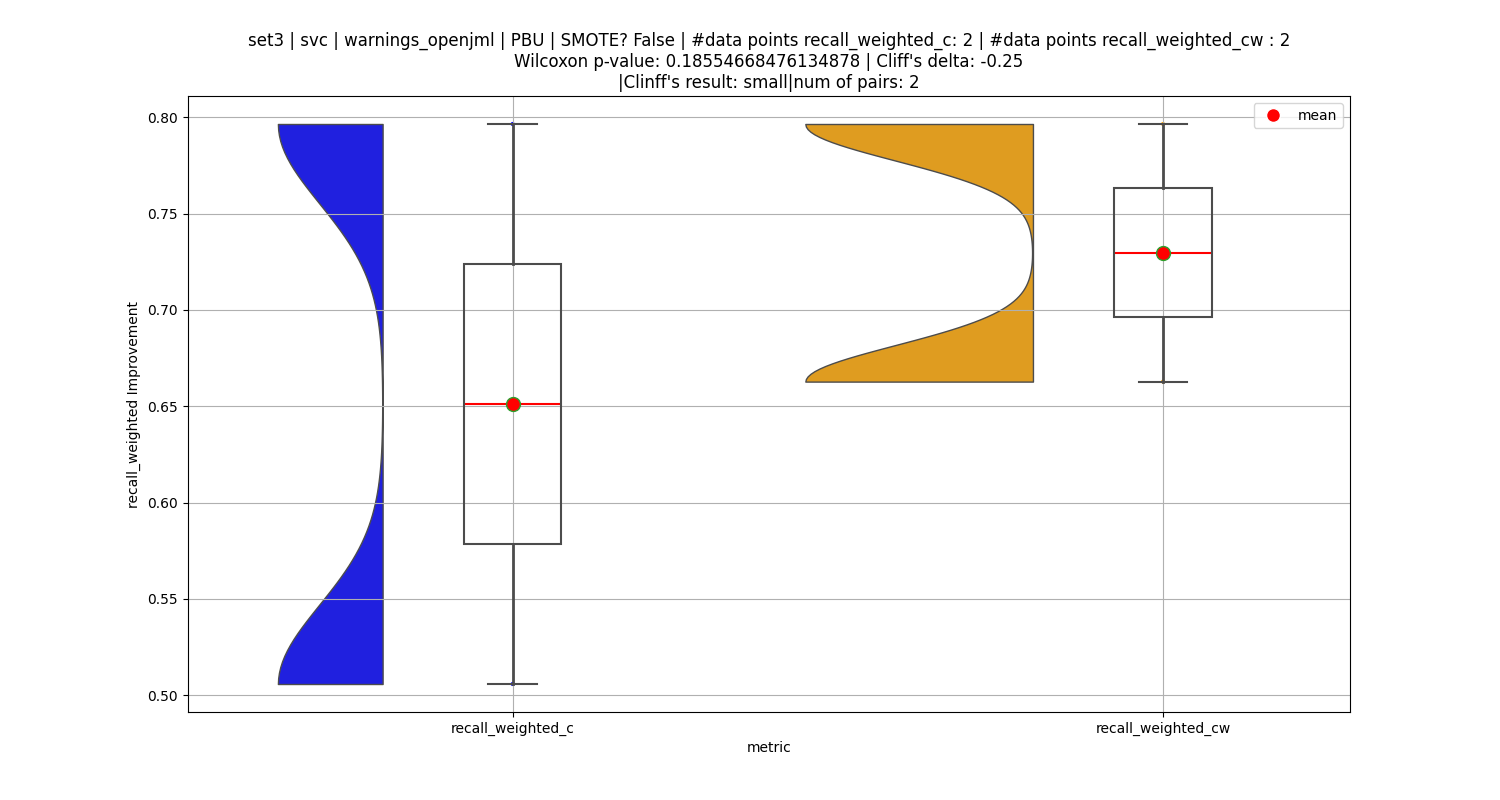 set3 | svc | warnings_openjml | PBU | SMOTE? False | #data points recall_weighted_c: 2 | #data points recall_weighted_cw : 2
Wilcoxon p-value: 0.18554668476134878 | Cliff's delta: -0.25
|Clinff's result: small|num of pairs: 2
mean
0.80
0.75
0.70
0.65
0.60
0.55
0.50
recall_weighted Improvement
recall_weighted_c
recall_weighted_cw
metric